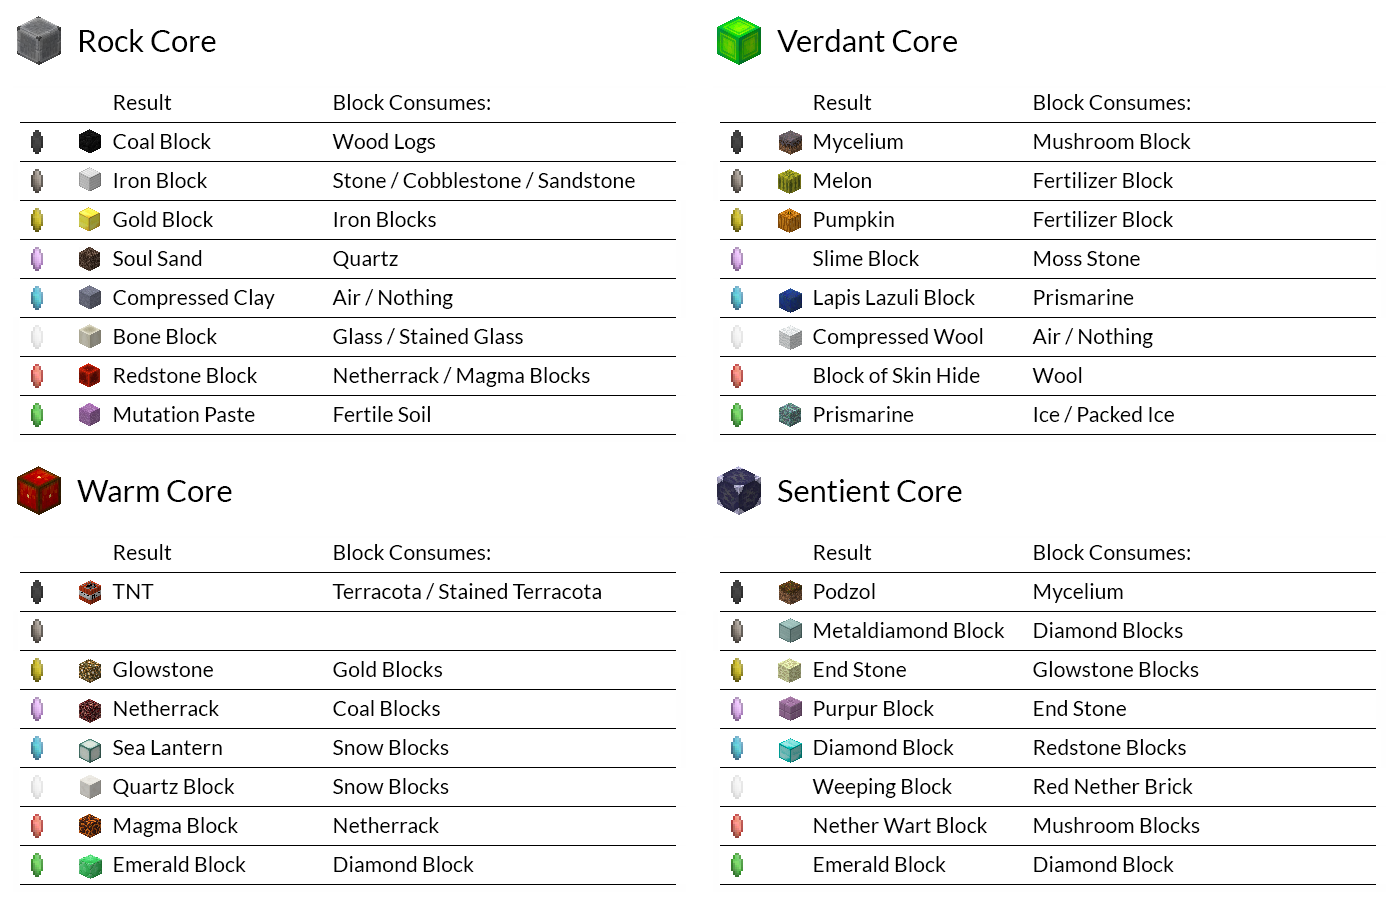 Rock Core
Result Block Consumes:
Coal Block Wood Logs
Iron Block Stone / Cobblestone / Sandstone
Gold Block Iron Blocks
Soul Sand Quartz
Compressed Clay Air / Nothing
Bone Block Glass / Stained Glass
Redstone Block Netherrack / Magma Blocks
Mutation Paste Fertile Soil
Verdant Core
Result Block Consumes:
Mycelium Mushroom Block
Melon Fertilizer Block
Pumpkin Fertilizer Block
Slime Block Moss Stone
Lapis Lazuli Block Prismarine
Compressed Wool Air / Nothing
Block of Skin Hide Wool
Prismarine Ice / Packed Ice
Warm Core
Result Block Consumes:
TNT Terracota / Stained Terracota
Glowstone Gold Blocks
Netherrack Coal Blocks
Sea Lantern Snow Blocks
Quartz Block Snow Blocks
Magma Block Netherrack
Emerald Block Diamond Block
Sentient Core
Result Block Consumes:
Podzol Mycelium
Metaldiamond Block Diamond Blocks
End Stone Glowstone Blocks
Purpur Block End Stone
Diamond Block Redstone Blocks
Weeping Block Red Nether Brick
Nether Wart Block Mushroom Blocks
Emerald Block Diamond Block